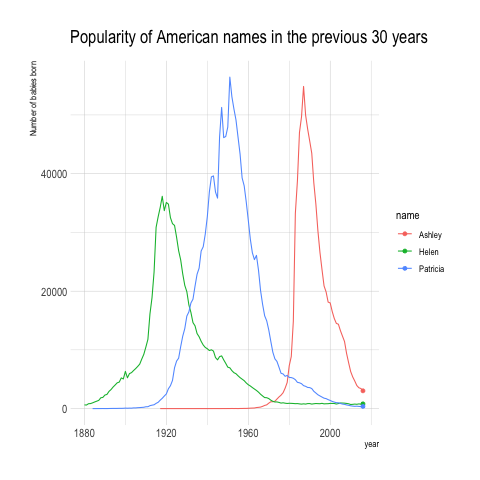 Popularity of American names in the previous 30 years
Number of babies born
40000
20000
0
1880
1920
1960
2000
year
name
Ashley
Helen
Patricia